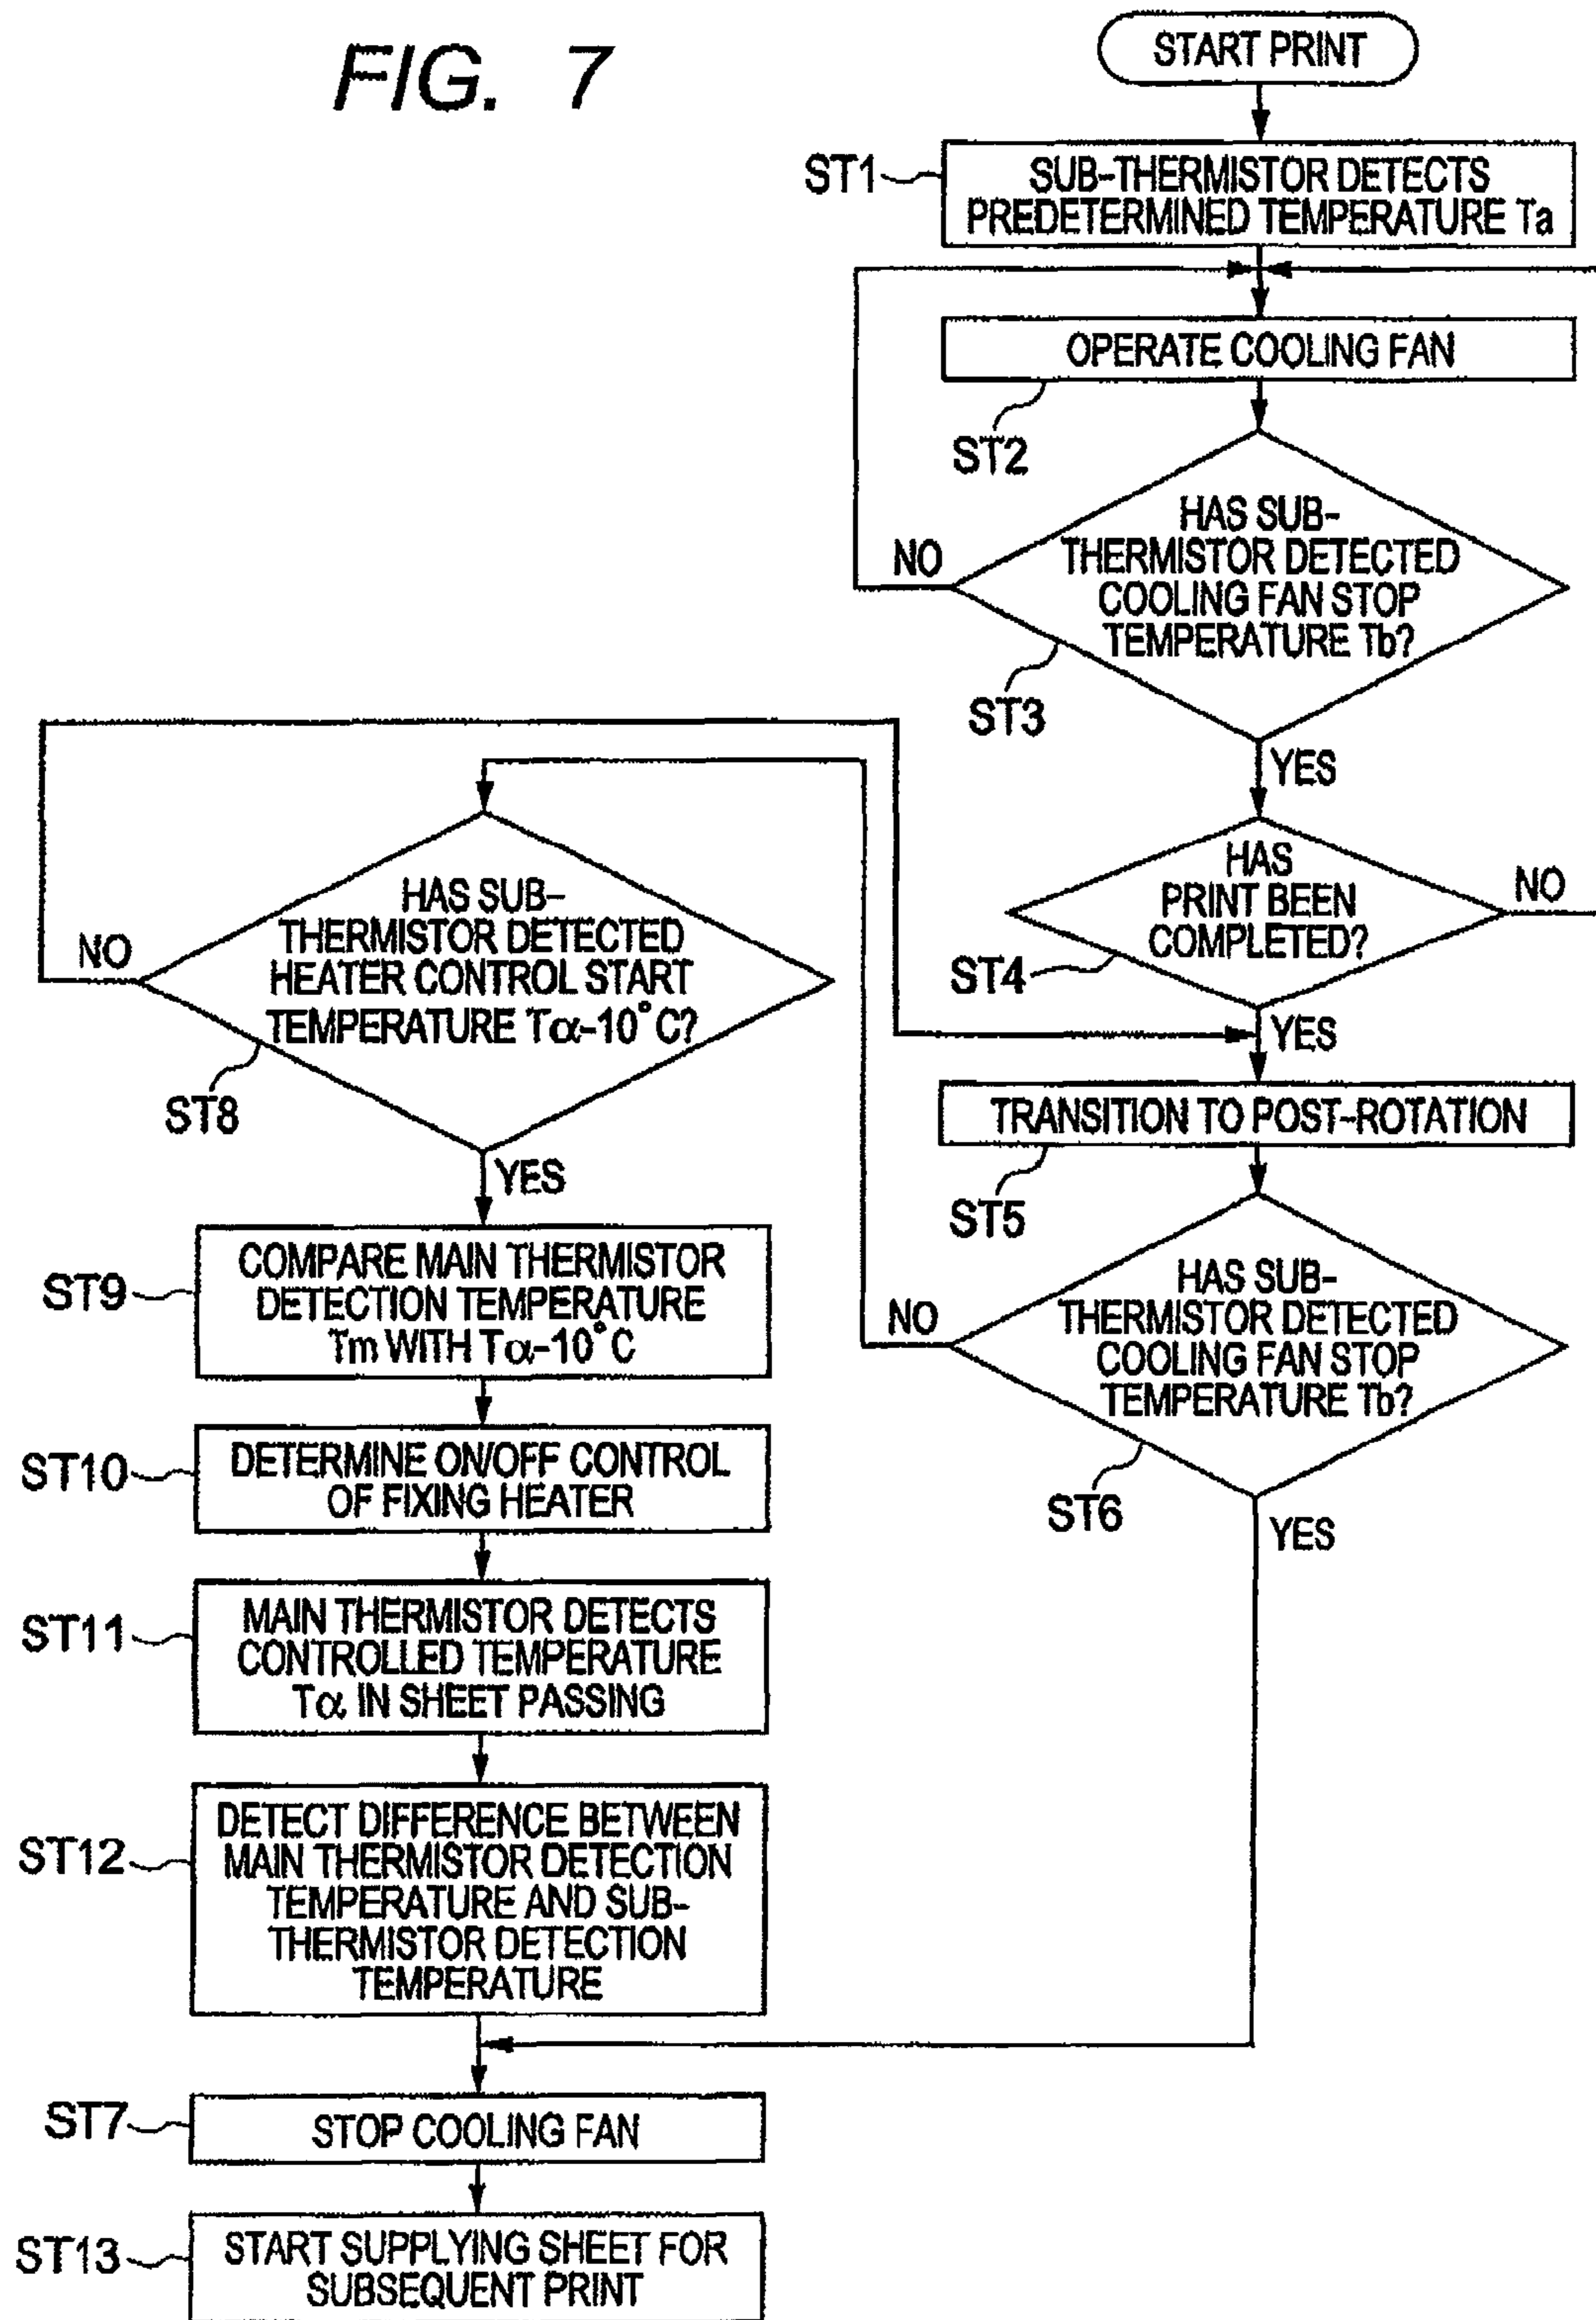 FIG. 7
START PRINT
ST1
SUB-THERMISTOR DETECTS
PREDETERMINED TEMPERATURE Ta
OPERATE COOLING FAN
ST2
HAS SUB-
THERMISTOR DETECTED
COOLING FAN STOP
TEMPERATURE Tb?
NO
ST3
YES
HAS
PRINT BEEN
COMPLETED?
NO
ST4
YES
TRANSITION TO POST-ROTATION
ST5
HAS SUB-
THERMISTOR DETECTED
COOLING FAN STOP
TEMPERATURE Tb?
NO
ST6
YES
HAS SUB-
THERMISTOR DETECTED
HEATER CONTROL START
TEMPERATURE Tα-10°C?
NO
ST8
YES
ST9
COMPARE MAIN THERMISTOR
DETECTION TEMPERATURE
Tm WITH Tα-10°C
ST10
DETERMINE ON/OFF CONTROL
OF FIXING HEATER
ST11
MAIN THERMISTOR DETECTS
CONTROLLED TEMPERATURE
Tα IN SHEET PASSING
ST12
DETECT DIFFERENCE BETWEEN
MAIN THERMISTOR DETECTION
TEMPERATURE AND SUB-
THERMISTOR DETECTION
TEMPERATURE
ST7
STOP COOLING FAN
ST13
START SUPPLYING SHEET FOR
SUBSEQUENT PRINT